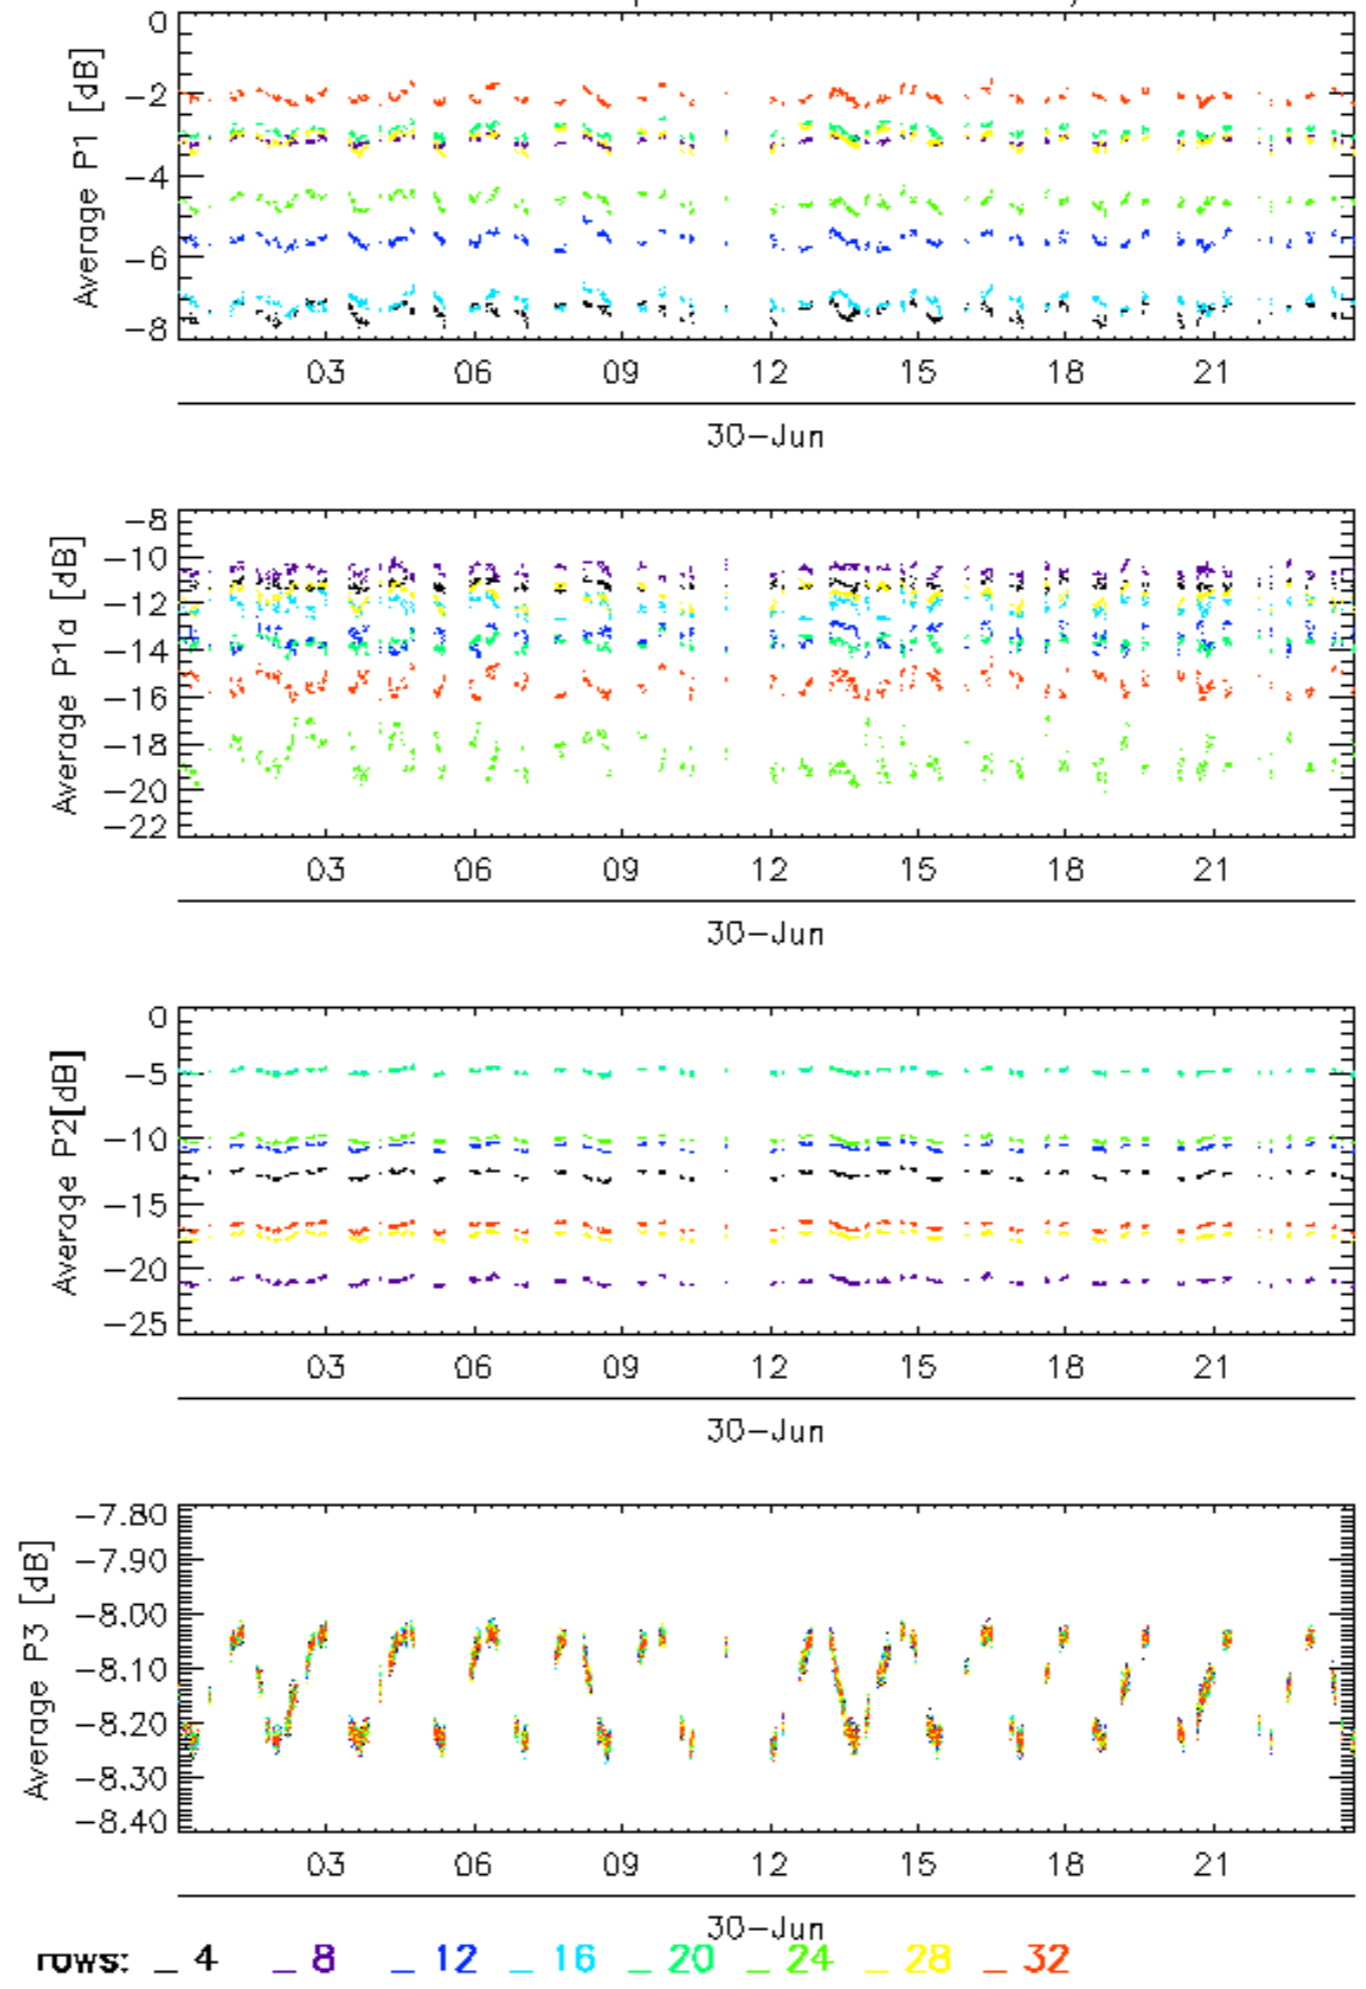 0
-2
-4
-6
-8
Average P1 [dB]
03 06 09 12 15 18 21
30-Jun
-8
-10
-12
-14
-16
-18
-20
-22
Average P1a [dB]
03 06 09 12 15 18 21
30-Jun
0
-5
-10
-15
-20
-25
Average P2[dB]
03 06 09 12 15 18 21
30-Jun
-7.80
-7.90
-8.00
-8.10
-8.20
-8.30
-8.40
Average P3 [dB]
03 06 09 12 15 18 21
30-Jun
rows: _ 4 _ 8 _ 12 _ 16 _ 20 _ 24 _ 28 _ 32